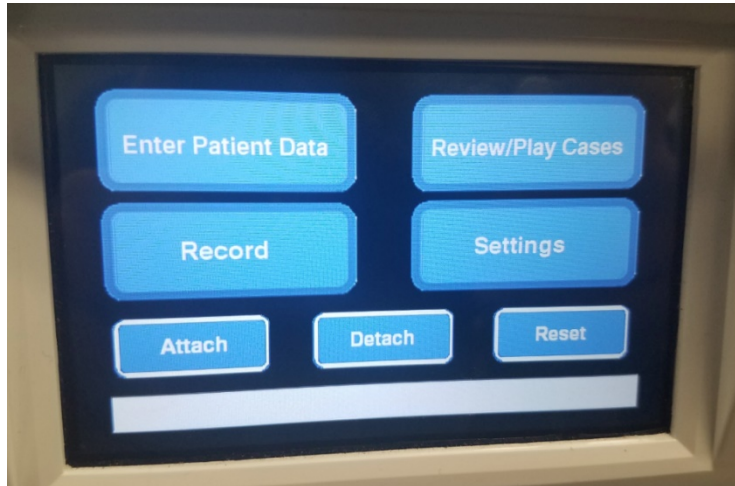 Enter Patient Data
Review/Play Cases
Record
Settings
Attach
Detach
Reset